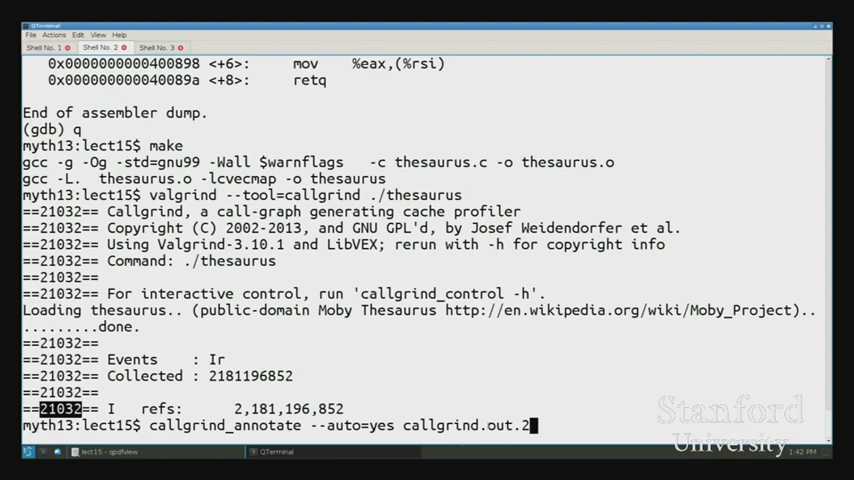 QTerminal
File Actions Edit View Help
Shell No. 1 Shell No. 2 Shell No. 3
0x0000000000400898 <+6>: mov %eax,(%rsi)
0x000000000040089a <+8>: retq
End of assembler dump.
(gdb) q
myth13:lect15$ make
gcc -g -Og -std=gnu99 -Wall $warnflags -c thesaurus.c -o thesaurus.o
gcc -L. thesaurus.o -lcvecmap -o thesaurus
myth13:lect15$ valgrind --tool=callgrind ./thesaurus
==21032== Callgrind, a call-graph generating cache profiler
==21032== Copyright (C) 2002-2013, and GNU GPL'd, by Josef Weidendorfer et al.
==21032== Using Valgrind-3.10.1 and LibVEX; rerun with -h for copyright info
==21032== Command: ./thesaurus
==21032==
==21032== For interactive control, run 'callgrind_control -h'.
Loading thesaurus.. (public-domain Moby Thesaurus http://en.wikipedia.org/wiki/Moby_Project)..
.........done.
==21032==
==21032== Events : Ir
==21032== Collected : 2181196852
==21032==
==21032== I refs: 2,181,196,852
myth13:lect15$ callgrind_annotate --auto=yes callgrind.out.2
Stanford
University
lect15 - qpdfview QTerminal 1:42 PM